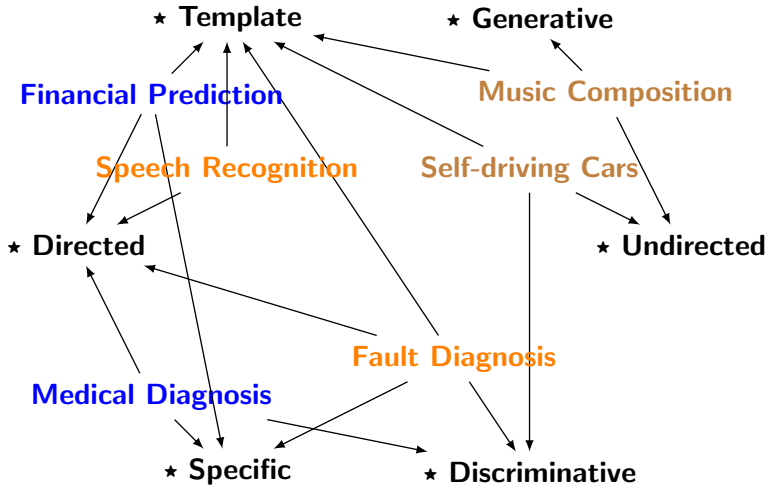 ★ Template
★ Generative
Financial Prediction
Music Composition
Speech Recognition
Self-driving Cars
★ Directed
★ Undirected
Fault Diagnosis
Medical Diagnosis
★ Specific
★ Discriminative